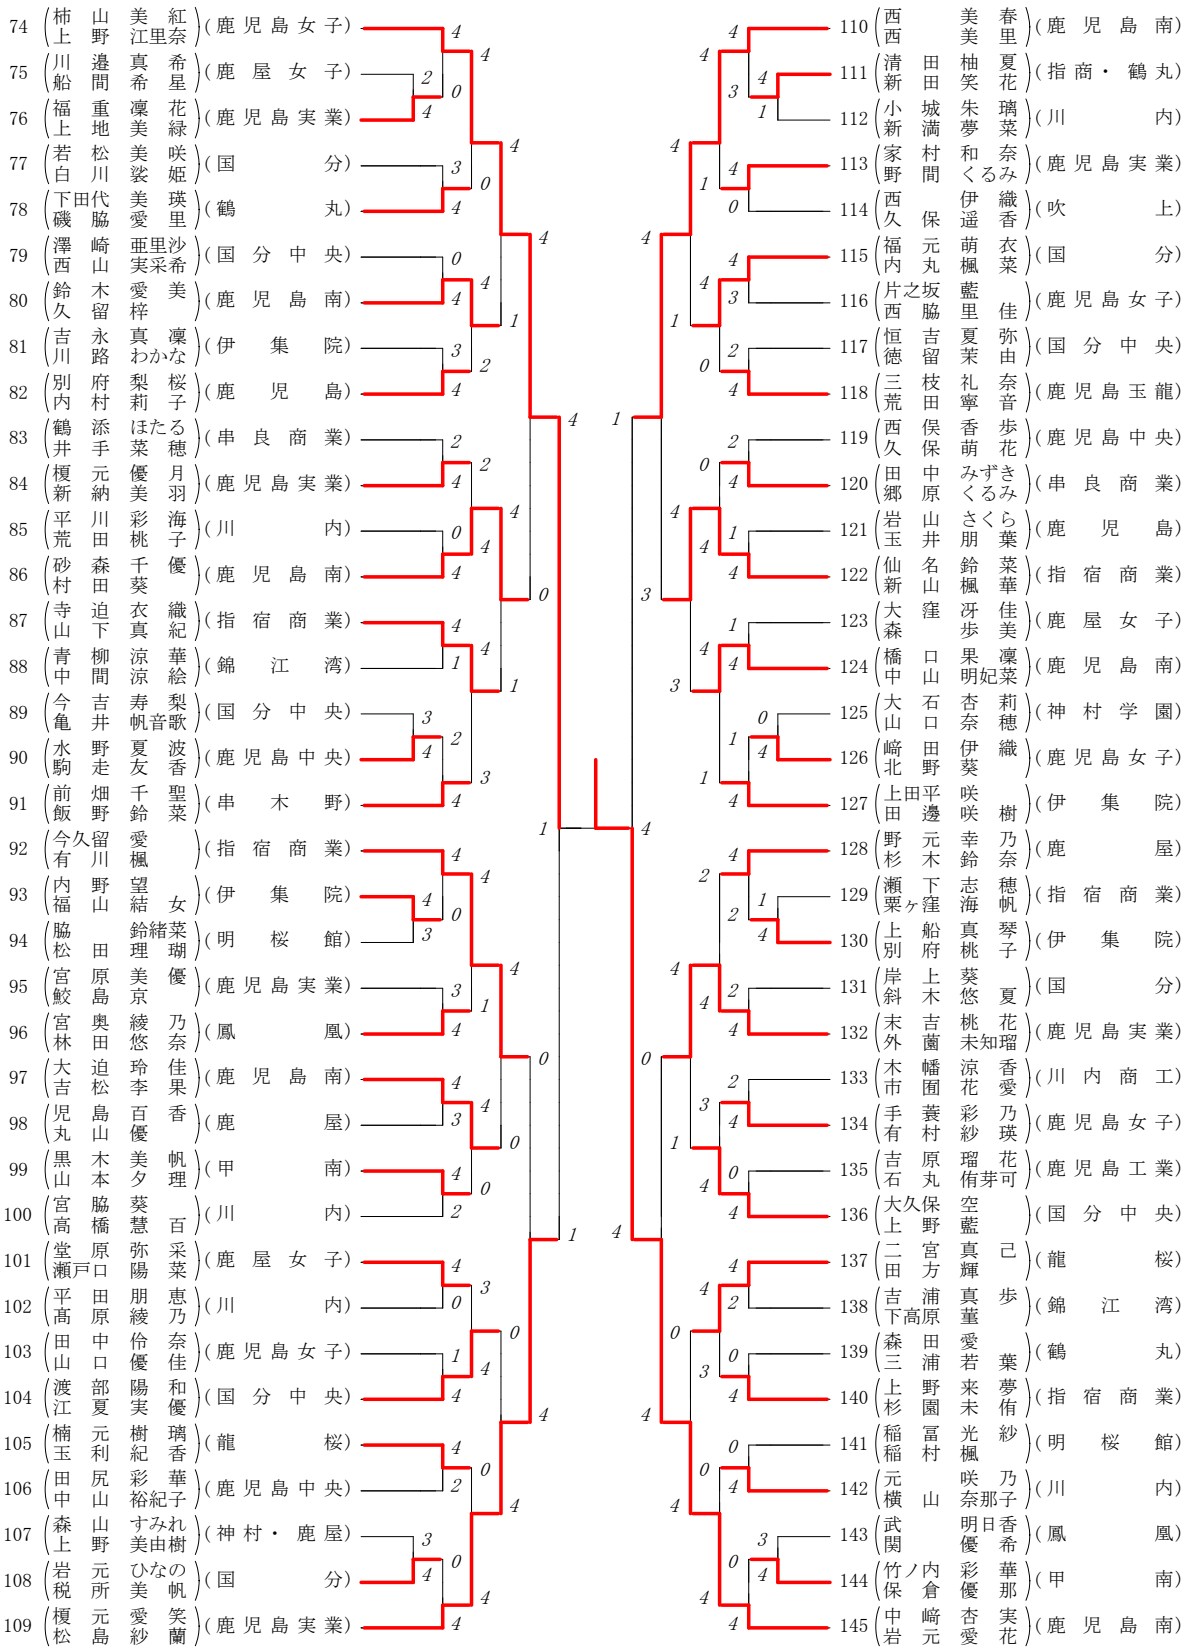 74 (柿山美紅 上野江里奈) (鹿児島女子)
75 (川邉真希 船間希星) (鹿屋女子)
76 (福重凜花 上地美緑) (鹿児島実業)
77 (若松美咲 白川裟姫) (国分)
78 (下田代美瑛 磯脇愛里) (鶴丸)
79 (澤崎亜里沙 西山実采希) (国分中央)
80 (鈴木愛美 久留梓) (鹿児島南)
81 (吉永真凜 川路わかな) (伊集院)
82 (別府梨桜 内村莉子) (鹿児島)
83 (鶴添ほたる 井手菜穂) (串良商業)
84 (榎元優月 新納美羽) (鹿児島実業)
85 (平川彩海 荒田桃子) (川内)
86 (砂森千優 村田葵) (鹿児島南)
87 (寺迫衣織 山下真紀) (指宿商業)
88 (青柳涼華 中間涼絵) (錦江湾)
89 (今吉寿梨 亀井帆音歌) (国分中央)
90 (水野夏波 駒走友香) (鹿児島中央)
91 (前畑千聖 飯野鈴菜) (串木野)
92 (今久留愛 有川楓) (指宿商業)
93 (内野望 福山結女) (伊集院)
94 (脇鈴緒菜 松田理瑚) (明桜館)
95 (宮原美優 鮫島京) (鹿児島実業)
96 (宮奥綾乃 林田悠奈) (鳳凰)
97 (大迫玲佳 吉松李果) (鹿児島南)
98 (児島百香 丸山優) (鹿屋)
99 (黒木美帆 山本夕理) (甲南)
100 (宮脇葵 高橋慧百) (川内)
101 (堂原弥采 瀬戸口陽菜) (鹿屋女子)
102 (平田朋恵 髙原綾乃) (川内)
103 (田中伶奈 山口優佳) (鹿児島女子)
104 (渡部陽和 江夏実優) (国分中央)
105 (楠元樹璃 玉利紀香) (龍桜)
106 (田尻彩華 中山裕紀子) (鹿児島中央)
107 (森山すみれ 上野美由樹) (神村・鹿屋)
108 (岩元ひなの 税所美帆) (国分)
109 (榎元愛笑 松島紗蘭) (鹿児島実業)
110 (西美春 西美里) (鹿児島南)
111 (清田柚夏 新田笑花) (指商・鶴丸)
112 (小城朱璃 新満夢菜) (川内)
113 (家村和奈 野間くるみ) (鹿児島実業)
114 (西伊織 久保遥香) (吹上)
115 (福元萌衣 内丸楓菜) (国分)
116 (片之坂藍 西脇里佳) (鹿児島女子)
117 (恒吉夏弥 徳留茉由) (国分中央)
118 (三枝礼奈 荒田寧音) (鹿児島玉龍)
119 (西俣香歩 久保萌花) (鹿児島中央)
120 (田中みずき 郷原くるみ) (串良商業)
121 (岩山さくら 玉井朋葉) (鹿児島)
122 (仙名鈴菜 新山楓華) (指宿商業)
123 (大窪冴佳 森歩美) (鹿屋女子)
124 (橋口果凜 中山明妃菜) (鹿児島南)
125 (大石杏莉 山口奈穂) (神村学園)
126 (﨑田伊織 北野葵) (鹿児島女子)
127 (上田平咲 田邊咲樹) (伊集院)
128 (野元幸乃 杉木鈴奈) (鹿屋)
129 (瀬下志穂 粟ヶ窪海帆) (指宿商業)
130 (上船真琴 別府桃子) (伊集院)
131 (岸上葵 斜木悠夏) (国分)
132 (末吉桃花 外薗未知瑠) (鹿児島実業)
133 (木幡涼香 市囿花愛) (川内商工)
134 (手蓑彩乃 有村紗瑛) (鹿児島女子)
135 (吉原瑠花 石丸侑芽可) (鹿児島工業)
136 (大久保空 上野藍) (国分中央)
137 (二宮真己 田方輝) (龍桜)
138 (吉浦真歩 下高原菫) (錦江湾)
139 (森田愛 三浦若葉) (鶴丸)
140 (上野来夢 杉園未侑) (指宿商業)
141 (稲冨光紗 稲村楓) (明桜館)
142 (元咲乃 横山奈那子) (川内)
143 (武明日香 関優希) (鳳凰)
144 (竹ノ内彩華 保倉優那) (甲南)
145 (中﨑杏実 岩元愛花) (鹿児島南)